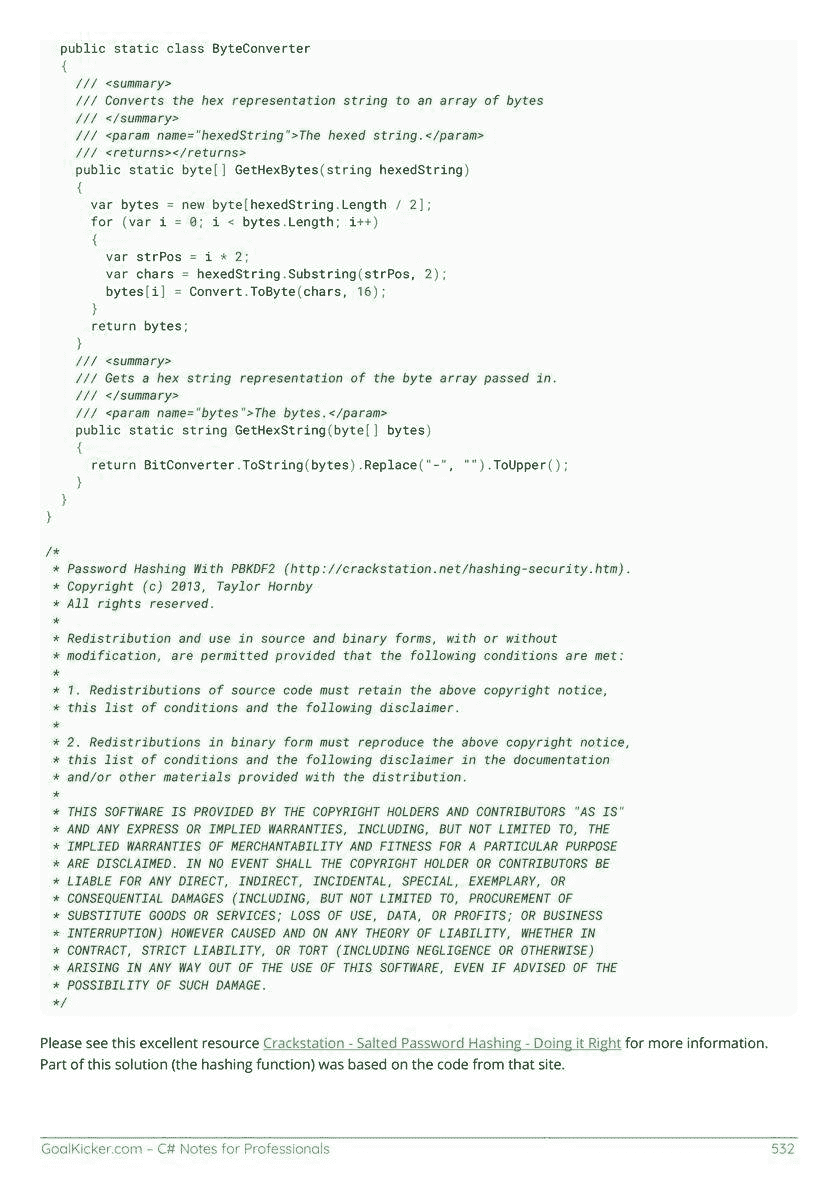 public static class ByteConverter
{
/// <summary>
/// Converts the hex representation string to an array of bytes
/// </summary>
/// <param name="hexedString">The hexed string.</param>
/// <returns></returns>
public static byte[] GetHexBytes(string hexedString)
{
var bytes = new byte[hexedString.Length / 2];
for (var i = 0; i < bytes.Length; i++)
{
var strPos = i * 2;
var chars = hexedString.Substring(strPos, 2);
bytes[i] = Convert.ToByte(chars, 16);
}
return bytes;
}
/// <summary>
/// Gets a hex string representation of the byte array passed in.
/// </summary>
/// <param name="bytes">The bytes.</param>
public static string GetHexString(byte[] bytes)
{
return BitConverter.ToString(bytes).Replace("-", "").ToUpper();
}
}
}
/*
* Password Hashing With PBKDF2 (http://crackstation.net/hashing-security.htm).
* Copyright (c) 2013, Taylor Hornby
* All rights reserved.
*
* Redistribution and use in source and binary forms, with or without
* modification, are permitted provided that the following conditions are met:
*
* 1. Redistributions of source code must retain the above copyright notice,
* this list of conditions and the following disclaimer.
*
* 2. Redistributions in binary form must reproduce the above copyright notice,
* this list of conditions and the following disclaimer in the documentation
* and/or other materials provided with the distribution.
*
* THIS SOFTWARE IS PROVIDED BY THE COPYRIGHT HOLDERS AND CONTRIBUTORS "AS IS"
* AND ANY EXPRESS OR IMPLIED WARRANTIES, INCLUDING, BUT NOT LIMITED TO, THE
* IMPLIED WARRANTIES OF MERCHANTABILITY AND FITNESS FOR A PARTICULAR PURPOSE
* ARE DISCLAIMED. IN NO EVENT SHALL THE COPYRIGHT HOLDER OR CONTRIBUTORS BE
* LIABLE FOR ANY DIRECT, INDIRECT, INCIDENTAL, SPECIAL, EXEMPLARY, OR
* CONSEQUENTIAL DAMAGES (INCLUDING, BUT NOT LIMITED TO, PROCUREMENT OF
* SUBSTITUTE GOODS OR SERVICES; LOSS OF USE, DATA, OR PROFITS; OR BUSINESS
* INTERRUPTION) HOWEVER CAUSED AND ON ANY THEORY OF LIABILITY, WHETHER IN
* CONTRACT, STRICT LIABILITY, OR TORT (INCLUDING NEGLIGENCE OR OTHERWISE)
* ARISING IN ANY WAY OUT OF THE USE OF THIS SOFTWARE, EVEN IF ADVISED OF THE
* POSSIBILITY OF SUCH DAMAGE.
*/
Please see this excellent resource Crackstation - Salted Password Hashing - Doing it Right for more information.
Part of this solution (the hashing function) was based on the code from that site.
GoalKicker.com – C# Notes for Professionals 532